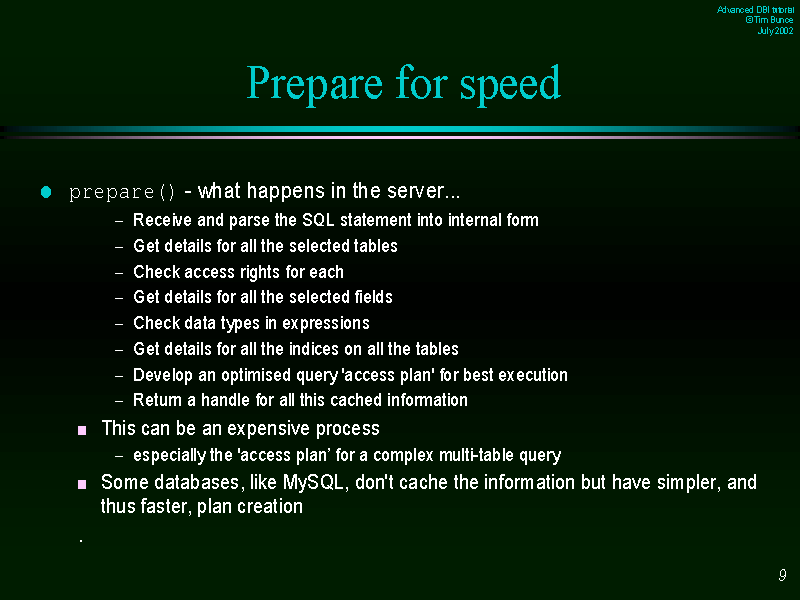 Advanced DBI tutorial
© Tim Bunce
July 2002
Prepare for speed
prepare() - what happens in the server...
– Receive and parse the SQL statement into internal form
– Get details for all the selected tables
– Check access rights for each
– Get details for all the selected fields
– Check data types in expressions
– Get details for all the indices on all the tables
– Develop an optimised query 'access plan' for best execution
– Return a handle for all this cached information
This can be an expensive process
– especially the 'access plan’ for a complex multi-table query
Some databases, like MySQL, don't cache the information but have simpler, and
thus faster, plan creation
.
9